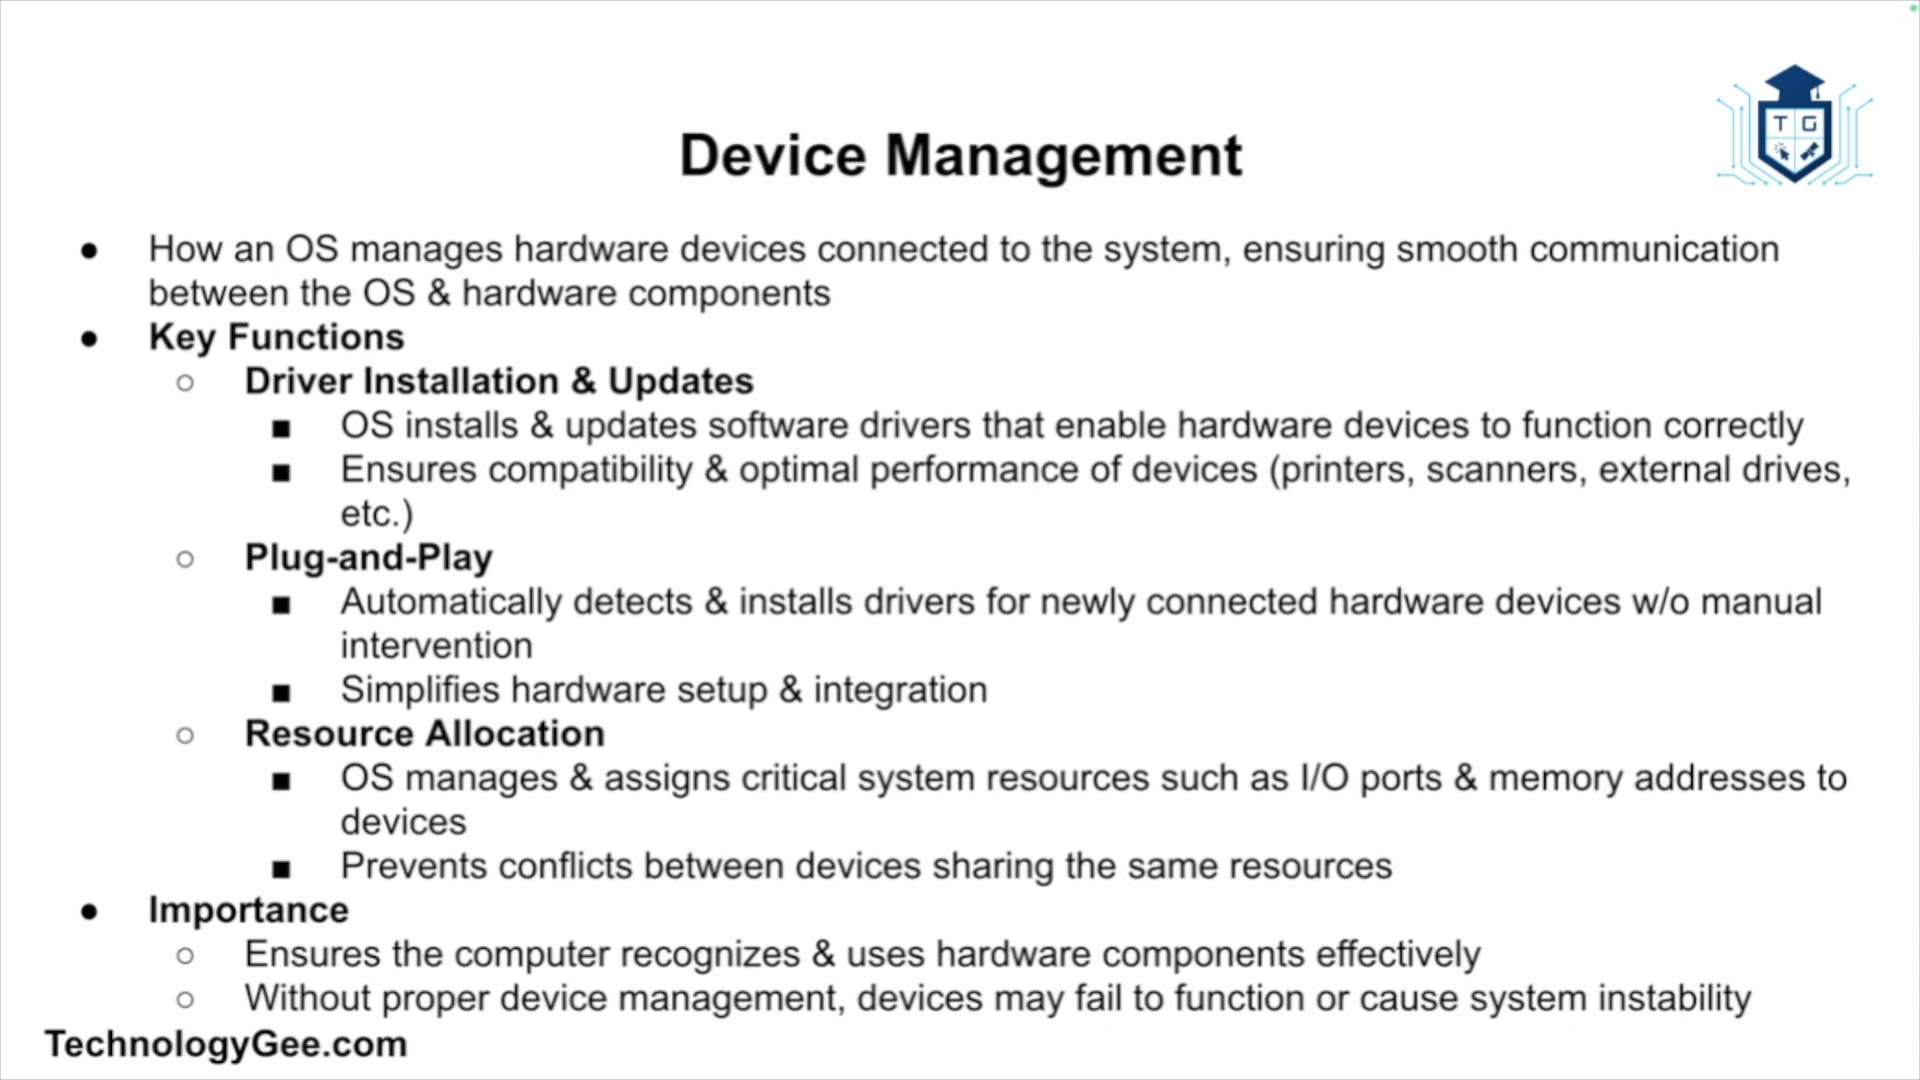 T G
Device Management
● How an OS manages hardware devices connected to the system, ensuring smooth communication
between the OS & hardware components
● Key Functions
○ Driver Installation & Updates
■ OS installs & updates software drivers that enable hardware devices to function correctly
■ Ensures compatibility & optimal performance of devices (printers, scanners, external drives,
etc.)
○ Plug-and-Play
■ Automatically detects & installs drivers for newly connected hardware devices w/o manual
intervention
■ Simplifies hardware setup & integration
○ Resource Allocation
■ OS manages & assigns critical system resources such as I/O ports & memory addresses to
devices
■ Prevents conflicts between devices sharing the same resources
● Importance
○ Ensures the computer recognizes & uses hardware components effectively
○ Without proper device management, devices may fail to function or cause system instability
TechnologyGee.com